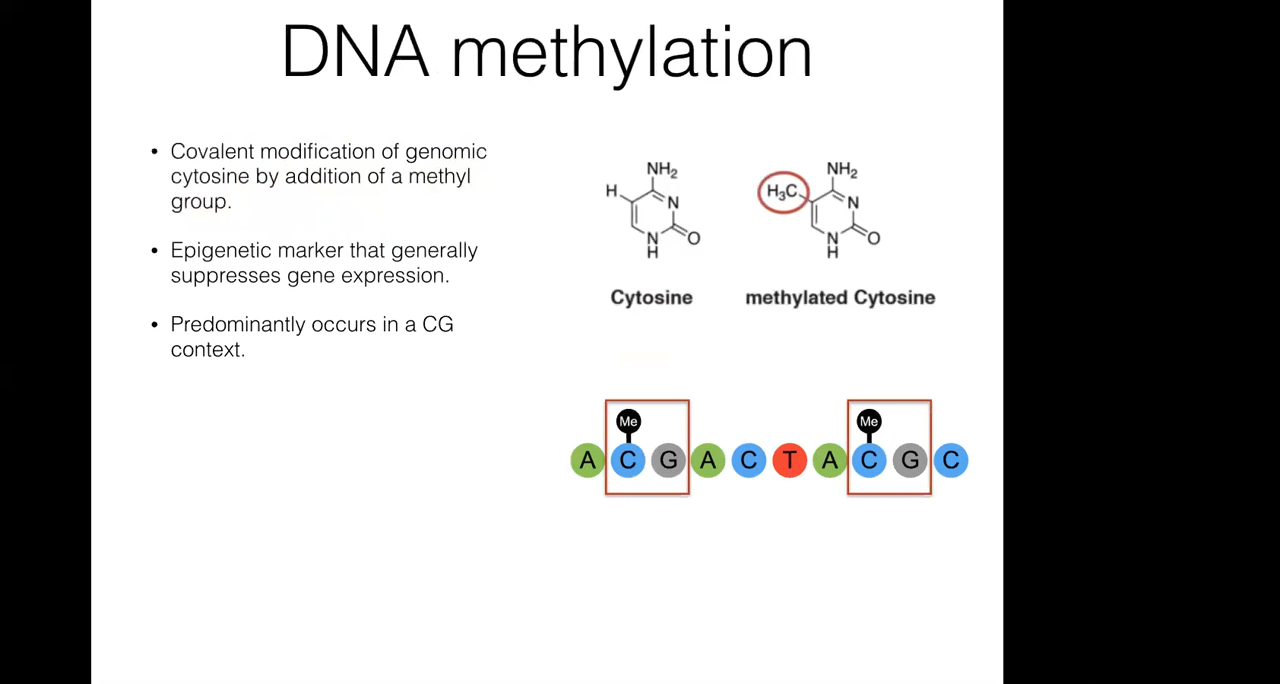 DNA methylation
• Covalent modification of genomic
cytosine by addition of a methyl
group.
• Epigenetic marker that generally
suppresses gene expression.
• Predominantly occurs in a CG
context.
NH₂
H
N
N
H
O
Cytosine
NH₂
H₃C
N
N
H
O
methylated Cytosine
Me Me
A C G A C T A C G C